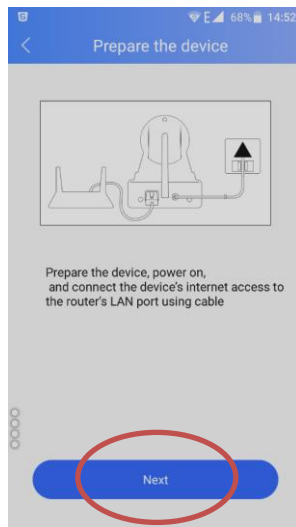 E 68% 14:52
Prepare the device
Prepare the device, power on,
and connect the device's internet access to
the router's LAN port using cable
Next